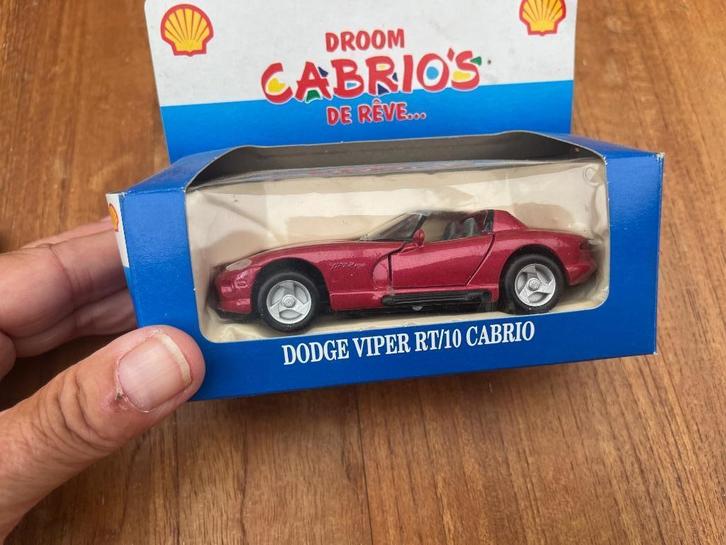 DROOM
CABRIO'S
DE RÊVE...
DODGE VIPER RT/10 CABRIO